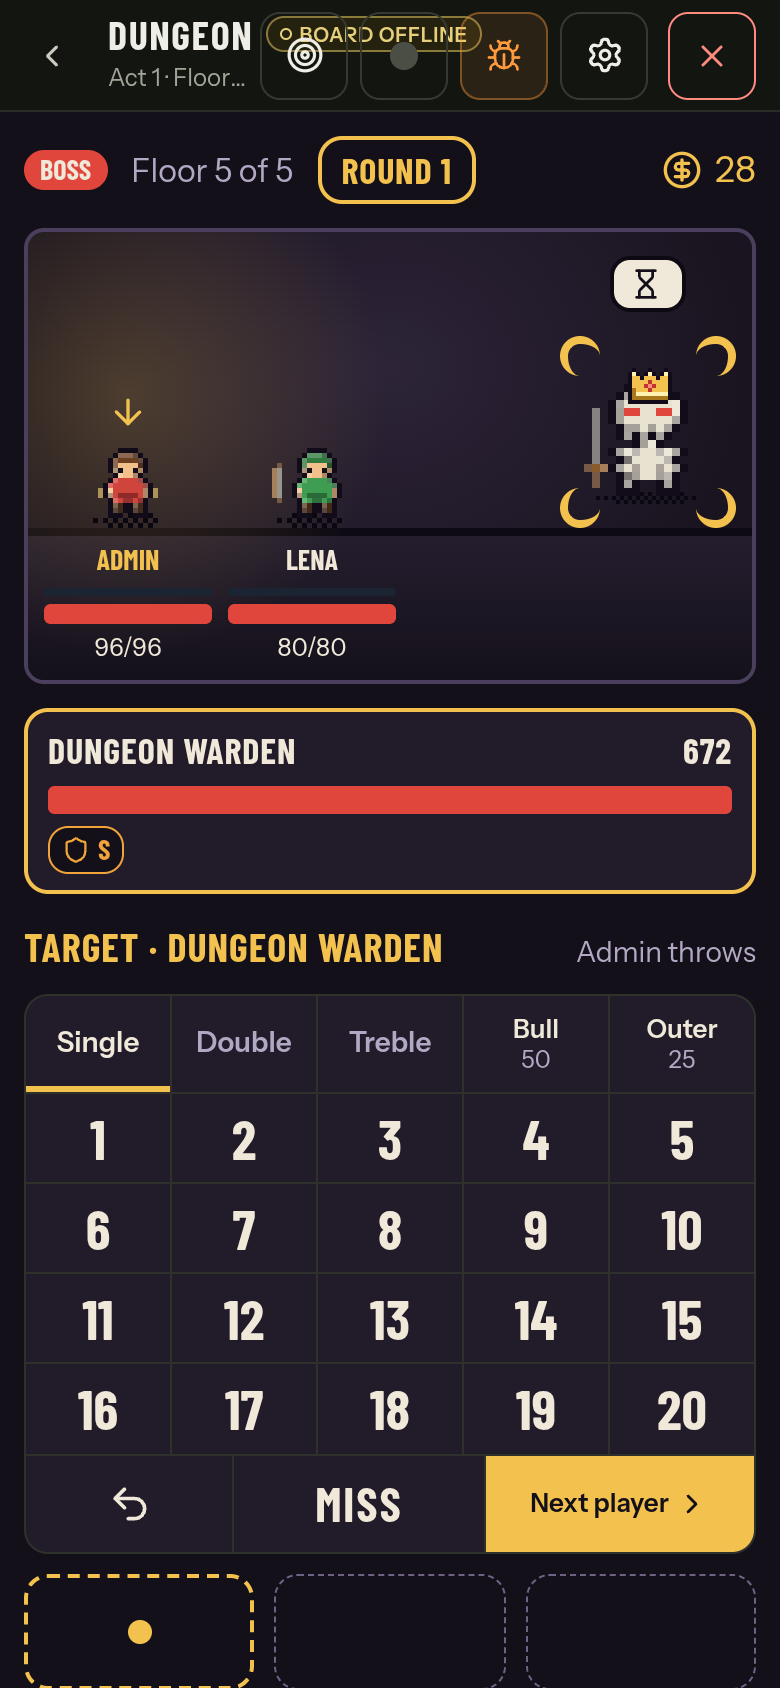 DUNGEON
BOARD OFFLINE
Act 1 · Floor...
BOSS
Floor 5 of 5
ROUND 1
28
ADMIN
LENA
96/96
80/80
DUNGEON WARDEN
672
S
TARGET · DUNGEON WARDEN
Admin throws
Single
Double
Treble
Bull
50
Outer
25
1 2 3 4 5
6 7 8 9 10
11 12 13 14 15
16 17 18 19 20
MISS
Next player